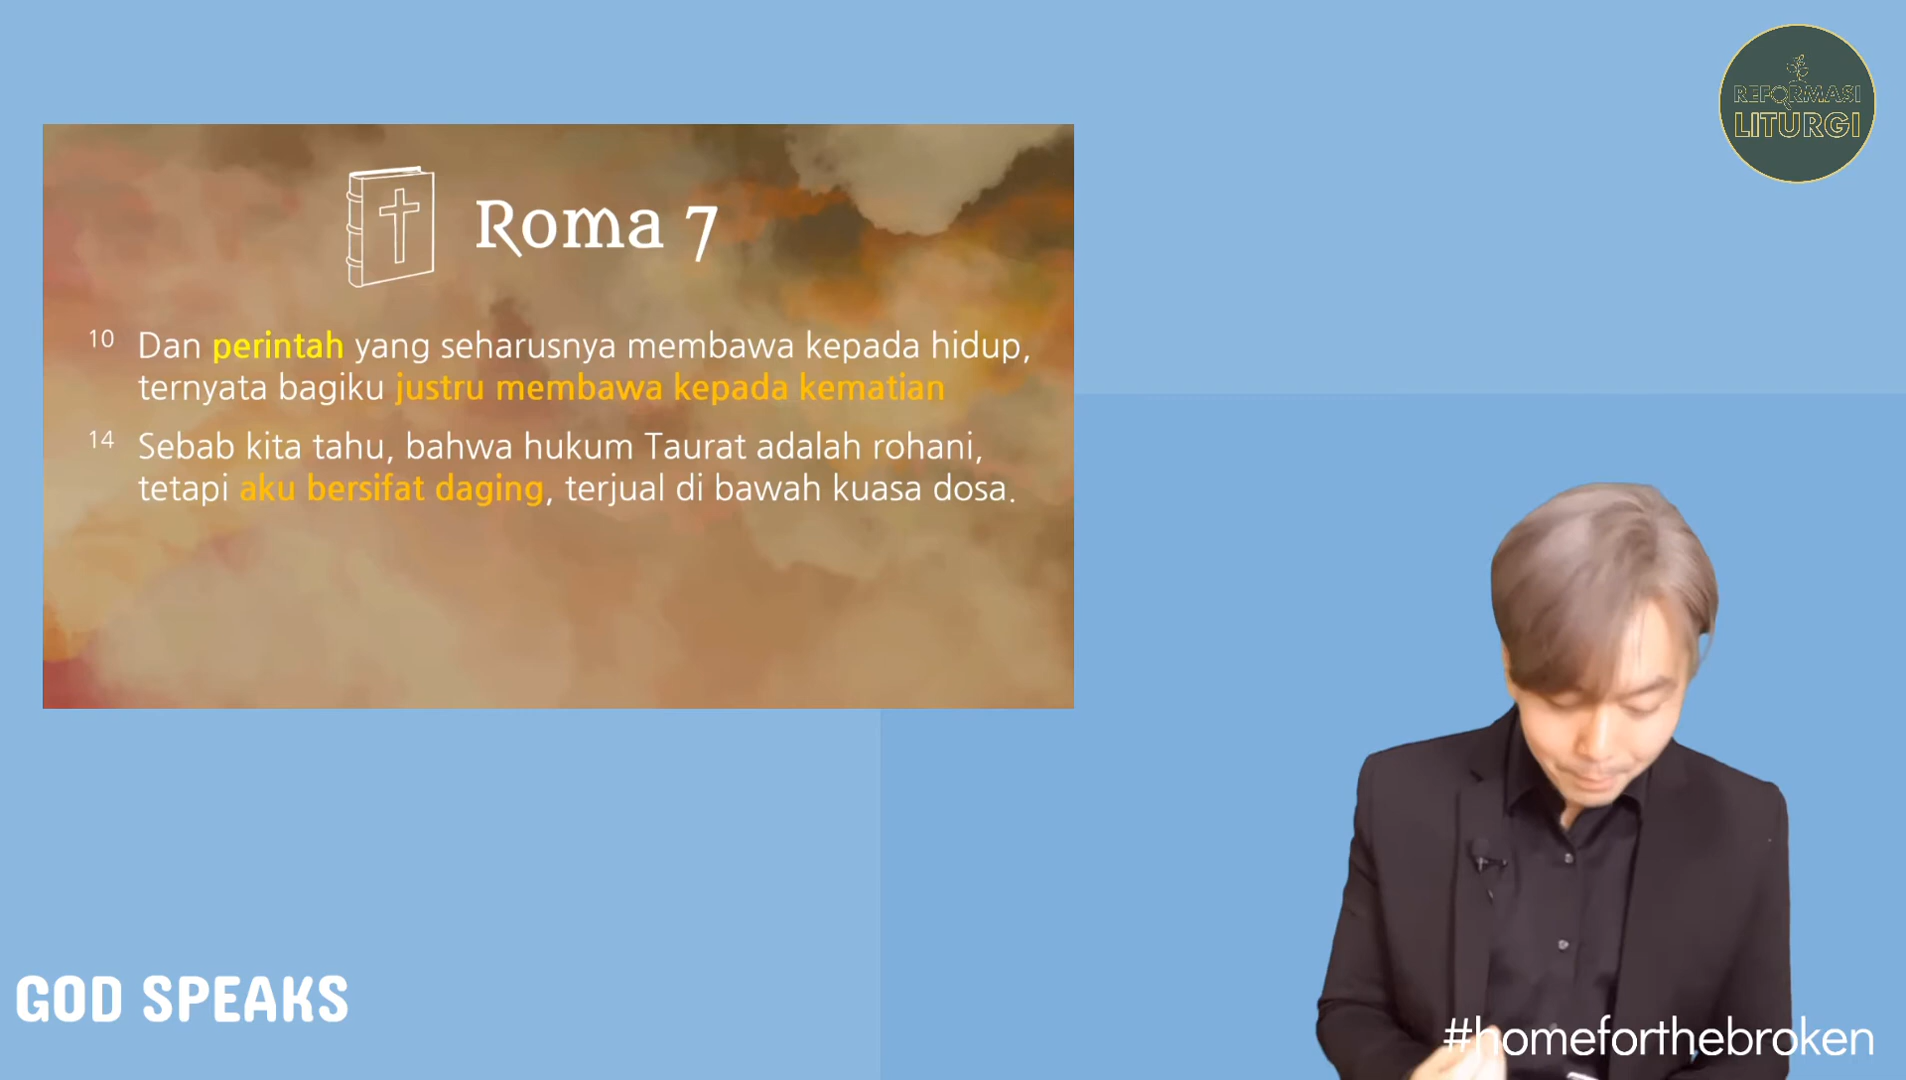 REFORMASI
LITURGI
Roma 7
10 Dan perintah yang seharusnya membawa kepada hidup,
ternyata bagiku justru membawa kepada kematian
14 Sebab kita tahu, bahwa hukum Taurat adalah rohani,
tetapi aku bersifat daging, terjual di bawah kuasa dosa.
GOD SPEAKS
#homeforthebroken